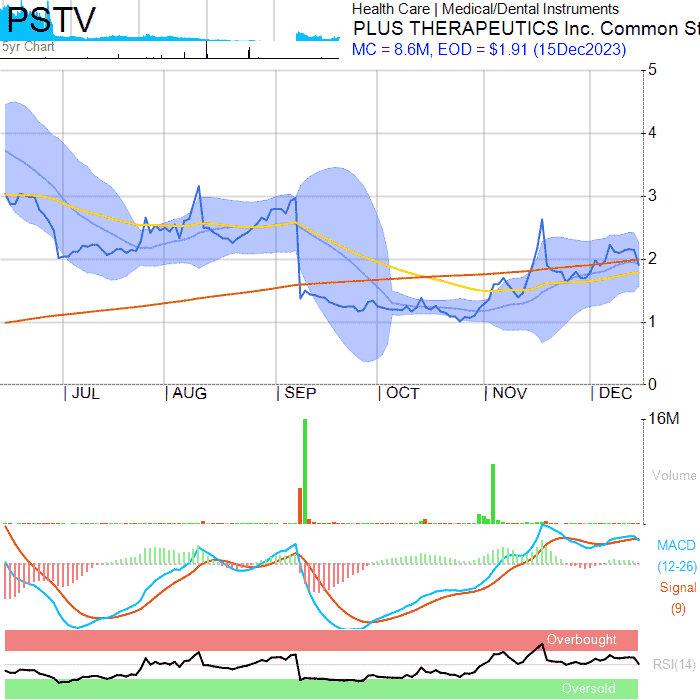 PSTV
5yr Chart
Health Care | Medical/Dental Instruments
PLUS THERAPEUTICS Inc. Common St
MC = 8.6M, EOD = $1.91 (15Dec2023)
5
4
3
2
1
0
JUL AUG SEP OCT NOV DEC
16M
Volume
MACD
(12-26)
Signal
(9)
Overbought
RSI(14)
Oversold